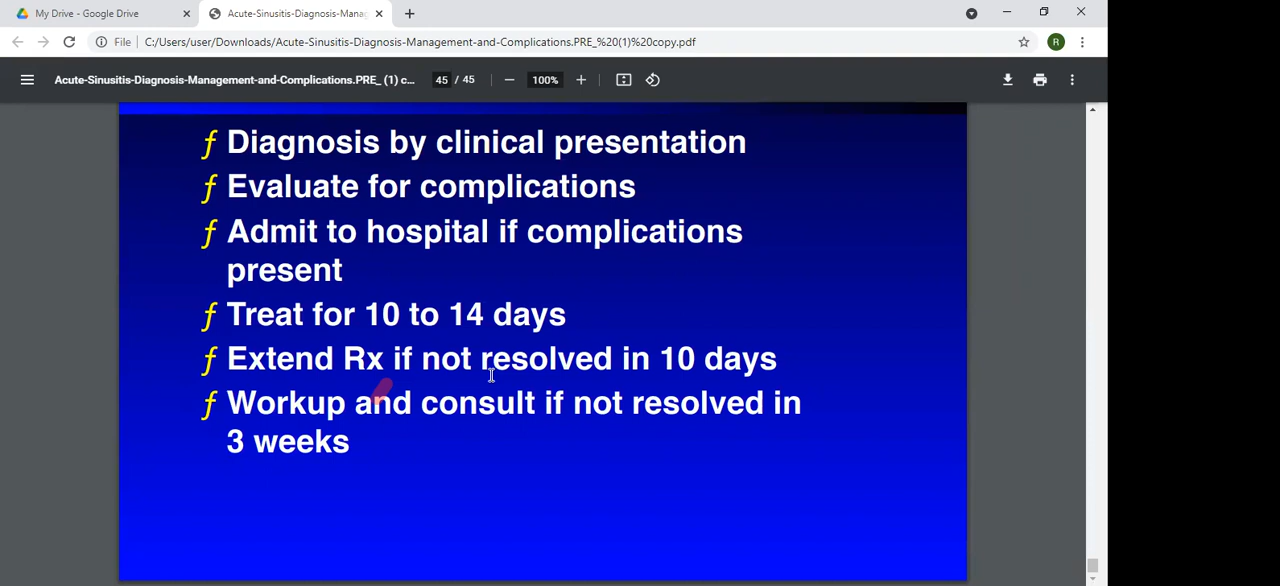 My Drive - Google Drive
Acute-Sinusitis-Diagnosis-Manag
File
C:/Users/user/Downloads/Acute-Sinusitis-Diagnosis-Management-and-Complications.PRE_%20(1)%20copy.pdf
R
Acute-Sinusitis-Diagnosis-Management-and-Complications.PRE_ (1) c...
45 / 45
100%
ƒ Diagnosis by clinical presentation
ƒ Evaluate for complications
ƒ Admit to hospital if complications
present
ƒ Treat for 10 to 14 days
ƒ Extend Rx if not resolved in 10 days
ƒ Workup and consult if not resolved in
3 weeks